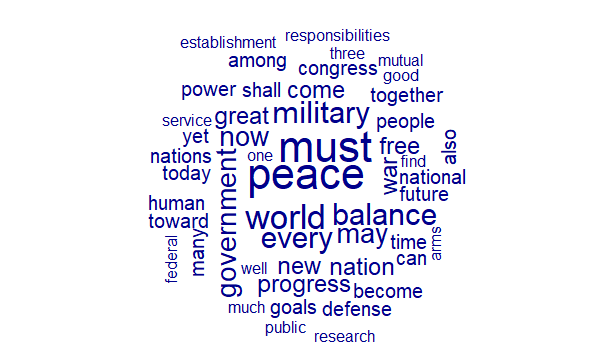 responsibilities
establishment
three
among
congress
mutual
good
power
shall
come
together
service
great
military
people
yet
now
must
free
also
nations
one
find
today
peace
war
national
future
human
government
world
balance
toward
every
may
time
arms
many
federal
well
new
nation
can
progress
become
much
goals
defense
public
research